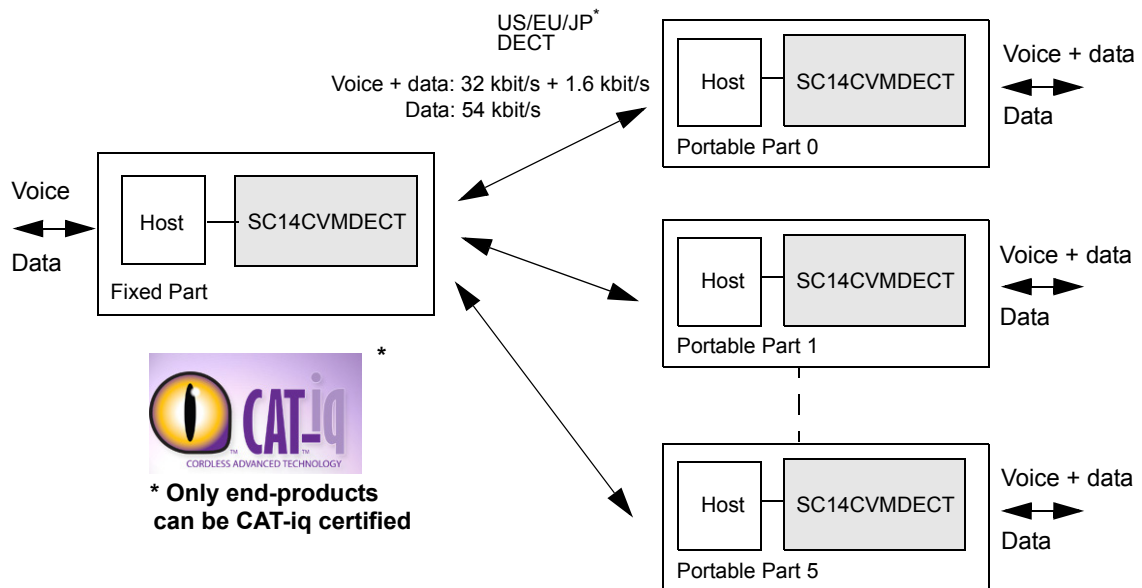 US/EU/JP*
DECT
Voice + data: 32 kbit/s + 1.6 kbit/s
Data: 54 kbit/s
Voice
Data
Host
SC14CVMDECT
Fixed Part
Host
SC14CVMDECT
Portable Part 0
Voice + data
Data
Host
SC14CVMDECT
Portable Part 1
Voice + data
Data
Host
SC14CVMDECT
Portable Part 5
Voice + data
Data
*
CAT-iq
TM
TM
CORDLESS ADVANCED TECHNOLOGY
* Only end-products
can be CAT-iq certified